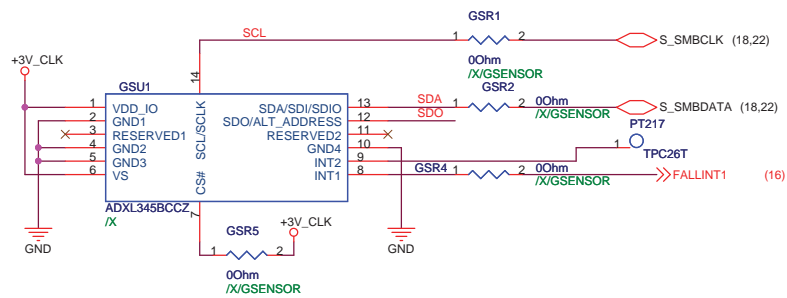 GSR1
SCL
1
2
S_SMBCLK (18,22)
+3V_CLK
0Ohm
/X/GSENSOR
GSU1
14
GSR2
1 VDD_IO
SDA/SDI/SDIO 13
SDA
1
2
0Ohm
S_SMBDATA (18,22)
2 GND1
SDO/ALT_ADDRESS 12
SDO
/X/GSENSOR
3 RESERVED1
SCL/SCLK
RESERVED2 11
PT217
4 GND2
GND4 10
1
5 GND3
INT2 9
TPC26T
6 VS
CS#
INT1 8
GSR4
1
2
0Ohm
FALLINT1 (16)
/X/GSENSOR
ADXL345BCCZ
/X
7
+3V_CLK
GSR5
GND
1
2
GND
0Ohm
/X/GSENSOR